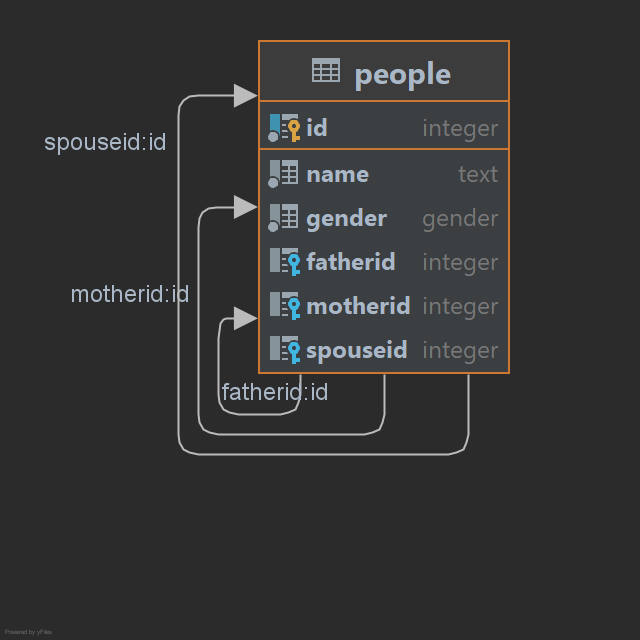 people
spouseid:id
id integer
name text
gender gender
fatherid integer
motherid:id
motherid integer
spouseid integer
fatherid:id
Powered by yFiles